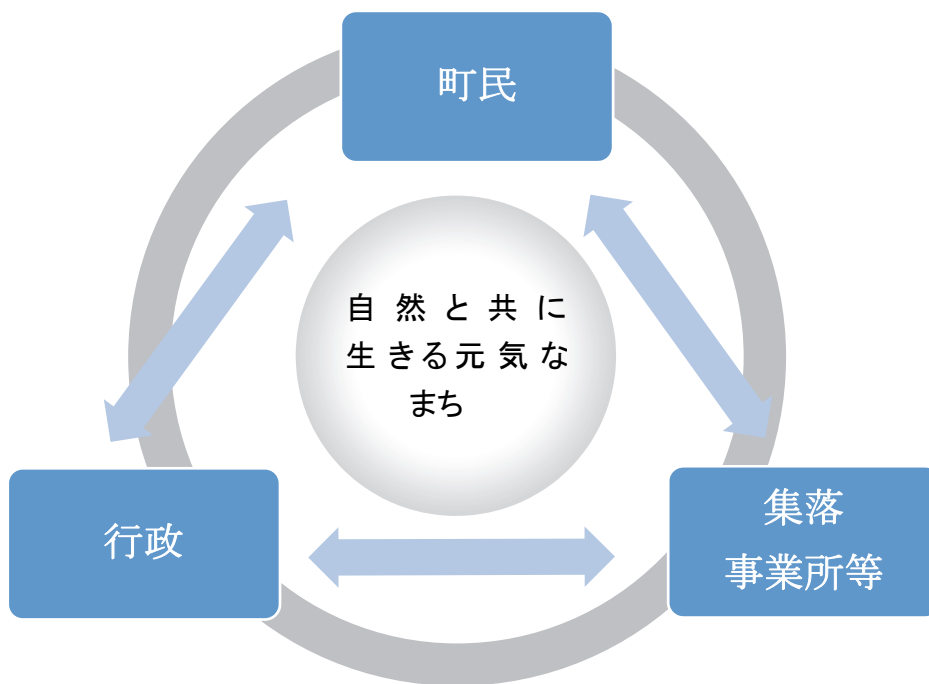 町民
自然と共に
生きる元気な
まち
行政
集落
事業所等